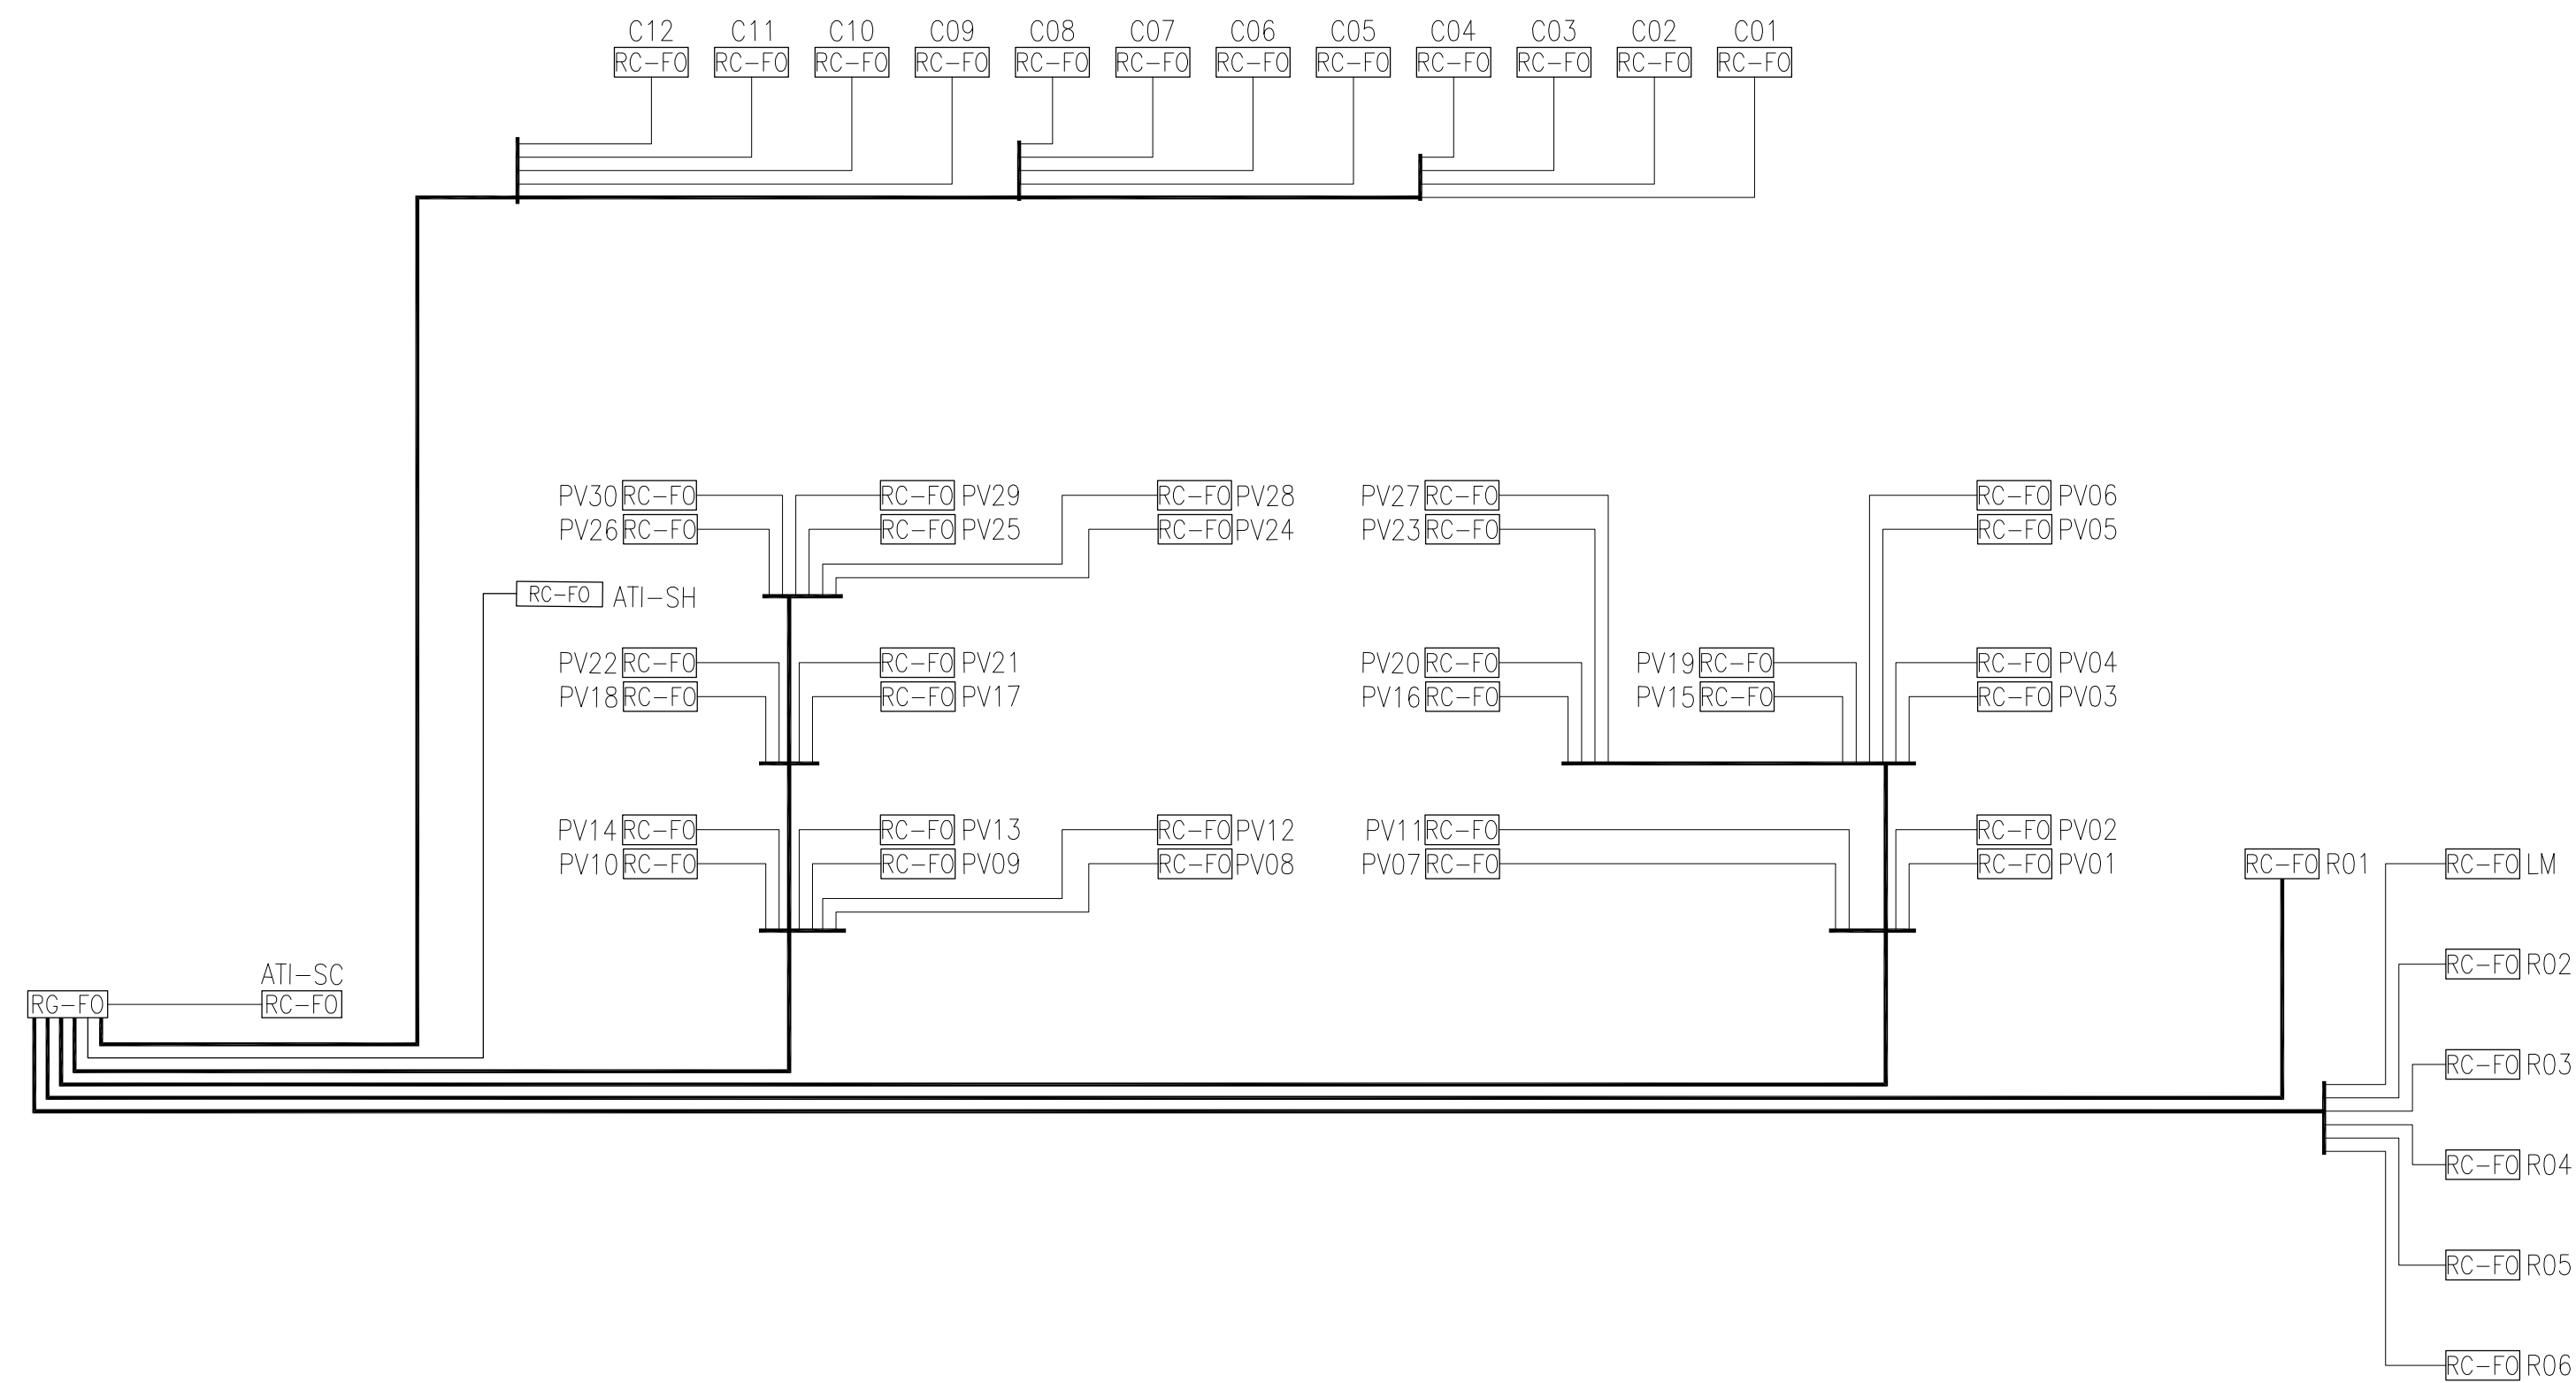 C12 C11 C10 C09 C08 C07 C06 C05 C04 C03 C02 C01
RC-FO RC-FO RC-FO RC-FO RC-FO RC-FO RC-FO RC-FO RC-FO RC-FO RC-FO RC-FO
PV30 RC-FO RC-FO PV29 RC-FO PV28 PV27 RC-FO RC-FO PV06
PV26 RC-FO RC-FO PV25 RC-FO PV24 PV23 RC-FO RC-FO PV05
RC-FO ATI-SH
PV22 RC-FO RC-FO PV21 PV20 RC-FO PV19 RC-FO RC-FO PV04
PV18 RC-FO RC-FO PV17 PV16 RC-FO PV15 RC-FO RC-FO PV03
PV14 RC-FO RC-FO PV13 RC-FO PV12 PV11 RC-FO RC-FO PV02
PV10 RC-FO RC-FO PV09 RC-FO PV08 PV07 RC-FO RC-FO PV01 RC-FO R01 RC-FO LM
ATI-SC RC-FO R02
RG-FO RC-FO
RC-FO R03
RC-FO R04
RC-FO R05
RC-FO R06